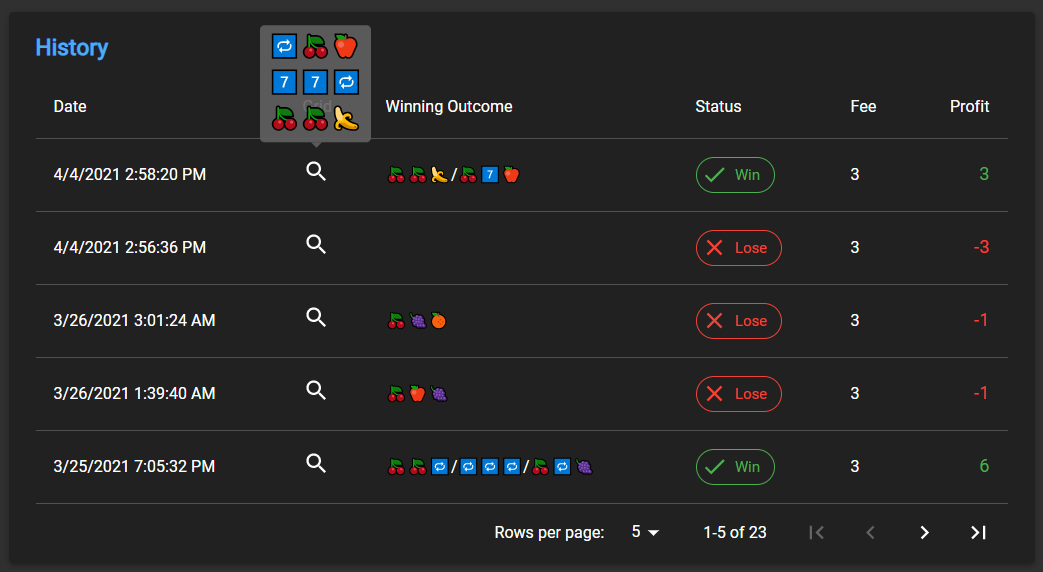 History
7 7
Date Grid Winning Outcome Status Fee Profit
4/4/2021 2:58:20 PM / 7 Win 3 3
4/4/2021 2:56:36 PM Lose 3 -3
3/26/2021 3:01:24 AM Lose 3 -1
3/26/2021 1:39:40 AM Lose 3 -1
3/25/2021 7:05:32 PM / / Win 3 6
Rows per page: 5 1-5 of 23